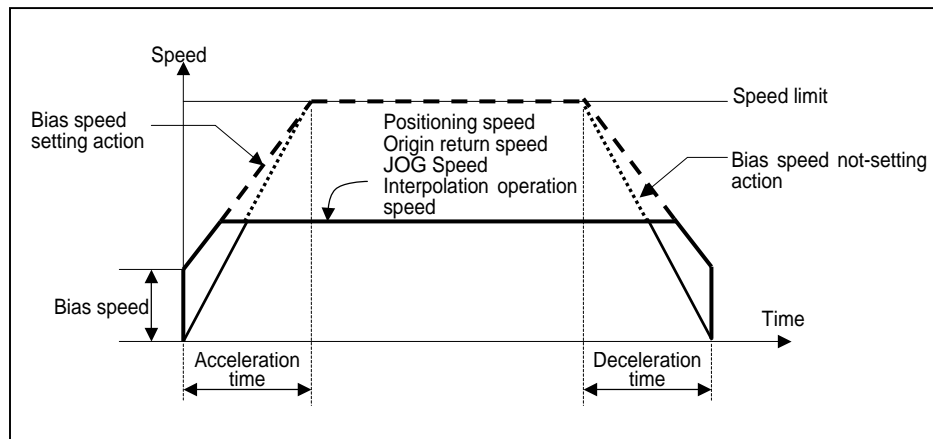 Speed
Speed limit
Bias speed
setting action
Positioning speed
Origin return speed
JOG Speed
Interpolation operation
speed
Bias speed not-setting
action
Bias speed
Time
Acceleration
time
Deceleration
time